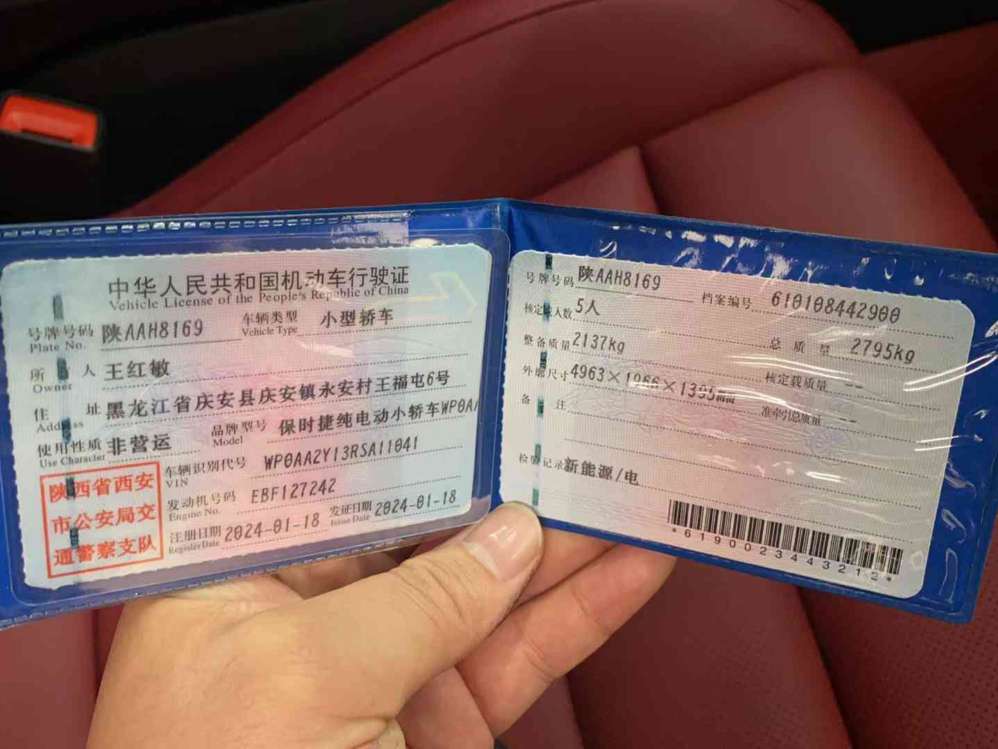 中华人民共和国机动车行驶证
Vehicle License of the People's Republic of China
号牌号码 陕AAH8169 车辆类型 小型轿车
Plate No. Vehicle Type
所有人 王红敏
Owner
住址 黑龙江省庆安县庆安镇永安村王福屯6号
Address
使用性质 非营运 品牌型号 保时捷纯电动小轿车WP0AA
Use Character Model
车辆识别代号 WP0AA2Y13RSA11041
VIN
发动机号码 EBF127242
Engine No.
注册日期 2024-01-18 发证日期 2024-01-18
Register Date Issue Date
陕西省西安
市公安局交
通警察支队
号牌号码 陕AAH8169 档案编号 610108442900
核定载人数 5人 总质量 2795kg
整备质量 2137kg 核定载质量 --
外廓尺寸 4963×1966×1395mm 准牵引总质量 --
备注
检验记录 新能源/电
*6190023443212*